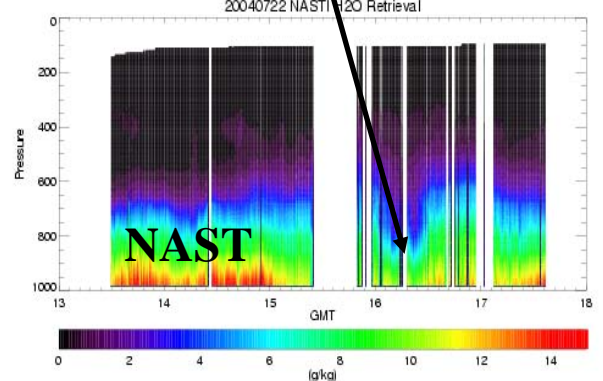 20040722 NASTI H2O Retrieval
0
200
400
600
800
1000
Pressure
NAST
13 14 15 16 17 18
GMT
0 2 4 6 8 10 12 14
(g/kg)